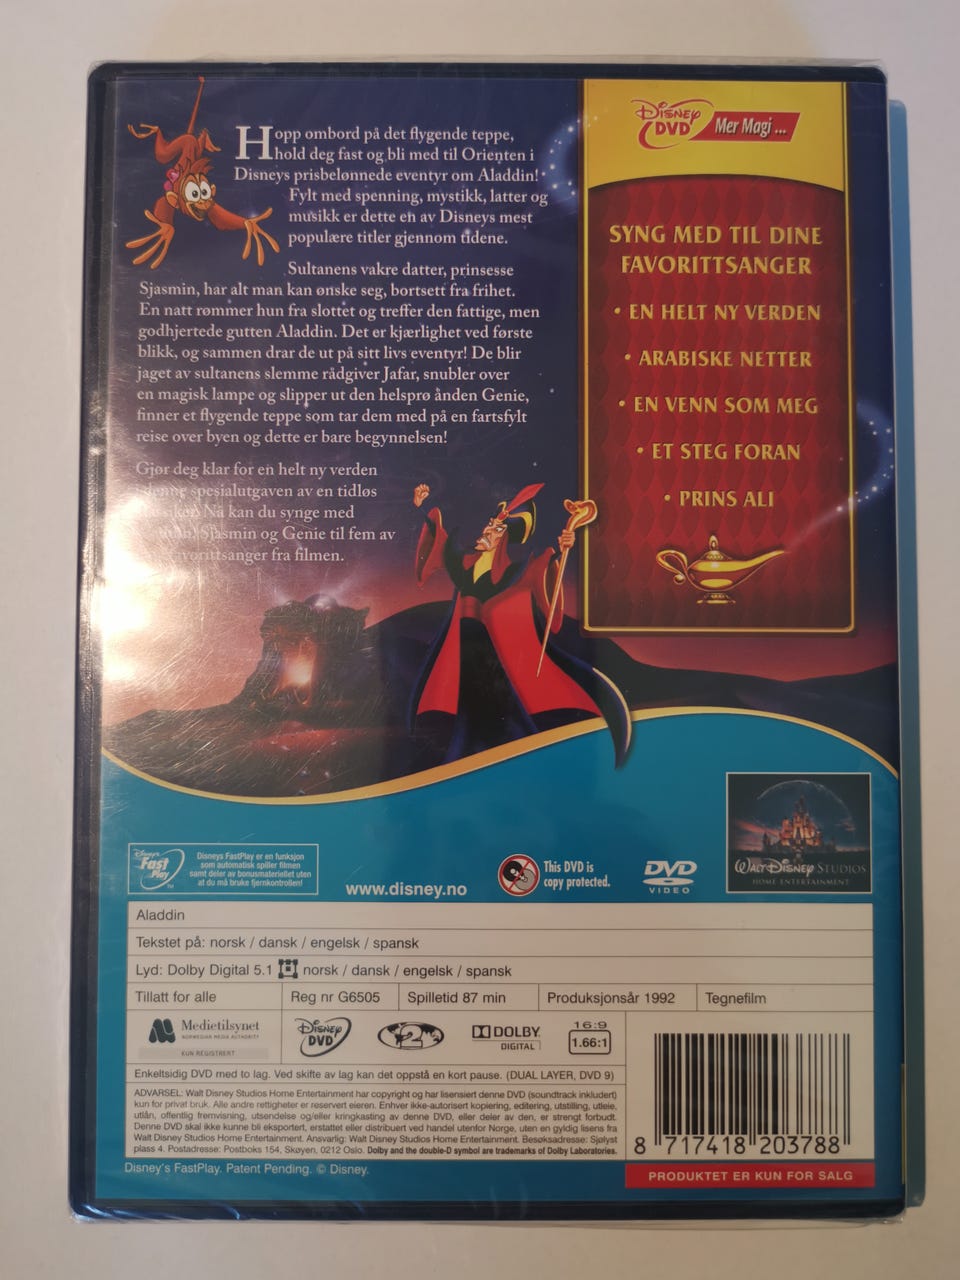 Hopp ombord på det flygende teppe,
hold deg fast og bli med til Orienten i
Disneys prisbelønnede eventyr om Aladdin!
Fylt med spenning, mystikk, latter og
musikk er dette en av Disneys mest
populære titler gjennom tidene.
Sultanens vakre datter, prinsesse
Sjasmin, har alt man kan ønske seg, bortsett fra frihet.
En natt rømmer hun fra slottet og treffer den fattige, men
godhjertede gutten Aladdin. Det er kjærlighet ved første
blikk, og sammen drar de ut på sitt livs eventyr! De blir
jaget av sultanens slemme rådgiver Jafar, snubler over
en magisk lampe og slipper ut den helsprø ånden Genie,
finner et flygende teppe som tar dem med på en fartsfylt
reise over byen og dette er bare begynnelsen!
Gjør deg klar for en helt ny verden
spesialutgaven av en tidløs
Nå kan du synge med
Sjasmin og Genie til fem av
favorittsanger fra filmen.
Disney DVD Mer Magi ...
SYNG MED TIL DINE
FAVORITTSANGER
• EN HELT NY VERDEN
• ARABISKE NETTER
• EN VENN SOM MEG
• ET STEG FORAN
• PRINS ALI
Disney's Fast Play TM
Disneys FastPlay er en funksjon
som automatisk spiller filmen
samt deler av bonusmateriellet uten
at du må bruke fjernkontrollen!
www.disney.no
This DVD is
copy protected.
DVD
VIDEO
WALT DISNEY STUDIOS
HOME ENTERTAINMENT
Aladdin
Tekstet på: norsk / dansk / engelsk / spansk
Lyd: Dolby Digital 5.1 norsk / dansk / engelsk / spansk
Tillatt for alle
Reg nr G6505
Spilletid 87 min
Produksjonsår 1992
Tegnefilm
Medietilsynet
NORWEGIAN MEDIA AUTHORITY
KUN REGISTRERT
Disney DVD
2
DOLBY
DIGITAL
16:9
1.66:1
Enkeltsidig DVD med to lag. Ved skifte av lag kan det oppstå en kort pause. (DUAL LAYER, DVD 9)
ADVARSEL: Walt Disney Studios Home Entertainment har copyright og har lisensiert denne DVD (soundtrack inkludert)
kun for privat bruk. Alle andre rettigheter er reservert eieren. Enhver ikke-autorisert kopiering, editering, utstilling, utleie,
utlån, offentlig fremvisning, utsendelse og/eller kringkasting av denne DVD, eller deler av den, er strengt forbudt.
Denne DVD skal ikke kunne bli eksportert, erstattet eller distribuert ved handel utenfor Norge, uten en gyldig lisens fra
Walt Disney Studios Home Entertainment. Ansvarlig: Walt Disney Studios Home Entertainment. Besøksadresse: Sjølyst
plass 4. Postadresse: Postboks 154, Skøyen, 0212 Oslo. Dolby and the double-D symbol are trademarks of Dolby Laboratories.
8 717418 203788
Disney's FastPlay. Patent Pending. © Disney.
PRODUKTET ER KUN FOR SALG